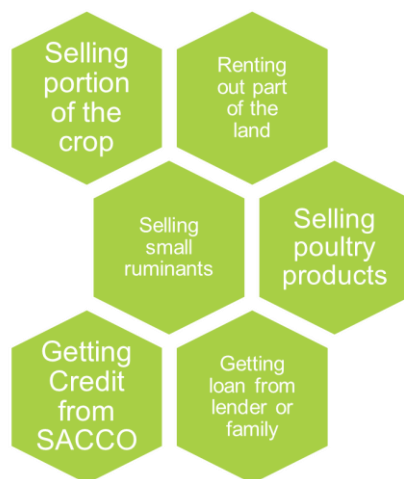 Selling
portion
of the
crop
Renting
out part
of the
land
Selling
small
ruminants
Selling
poultry
products
Getting
Credit
from
SACCO
Getting
loan from
lender or
family